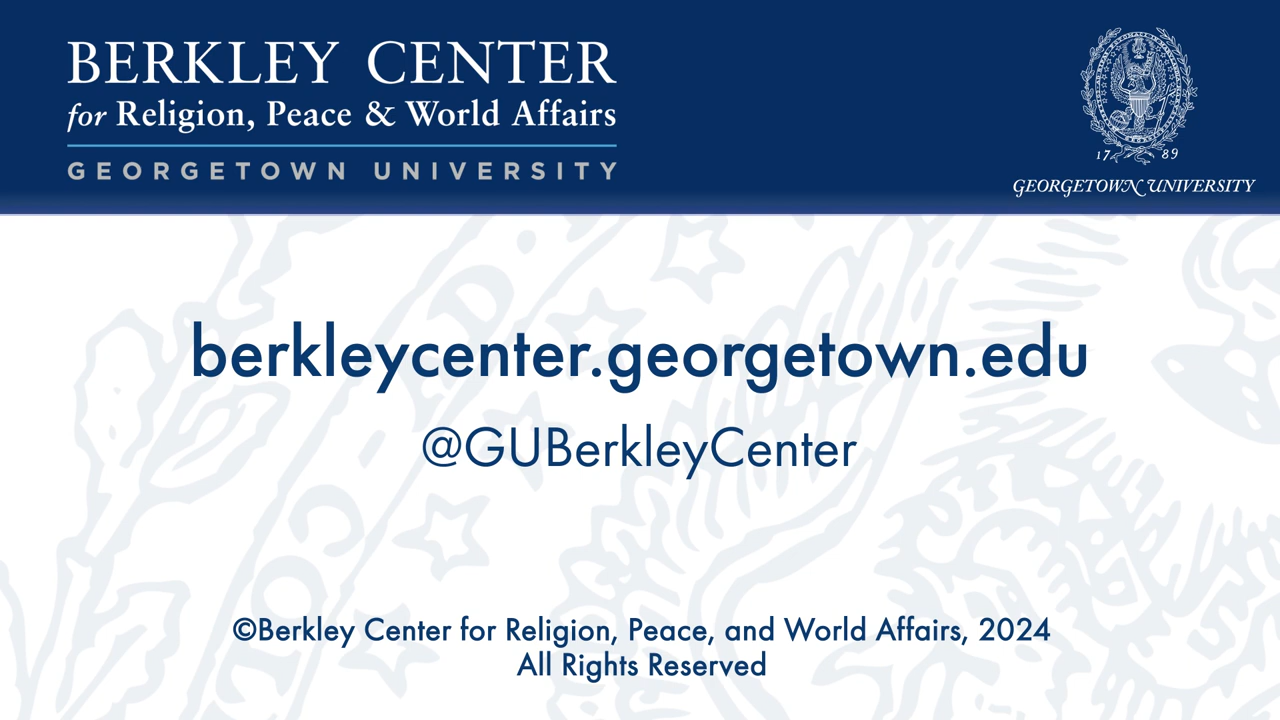 BERKLEY CENTER
for Religion, Peace & World Affairs
GEORGETOWN UNIVERSITY
17 89
GEORGETOWN UNIVERSITY
berkleycenter.georgetown.edu
@GUBerkleyCenter
©Berkley Center for Religion, Peace, and World Affairs, 2024
All Rights Reserved